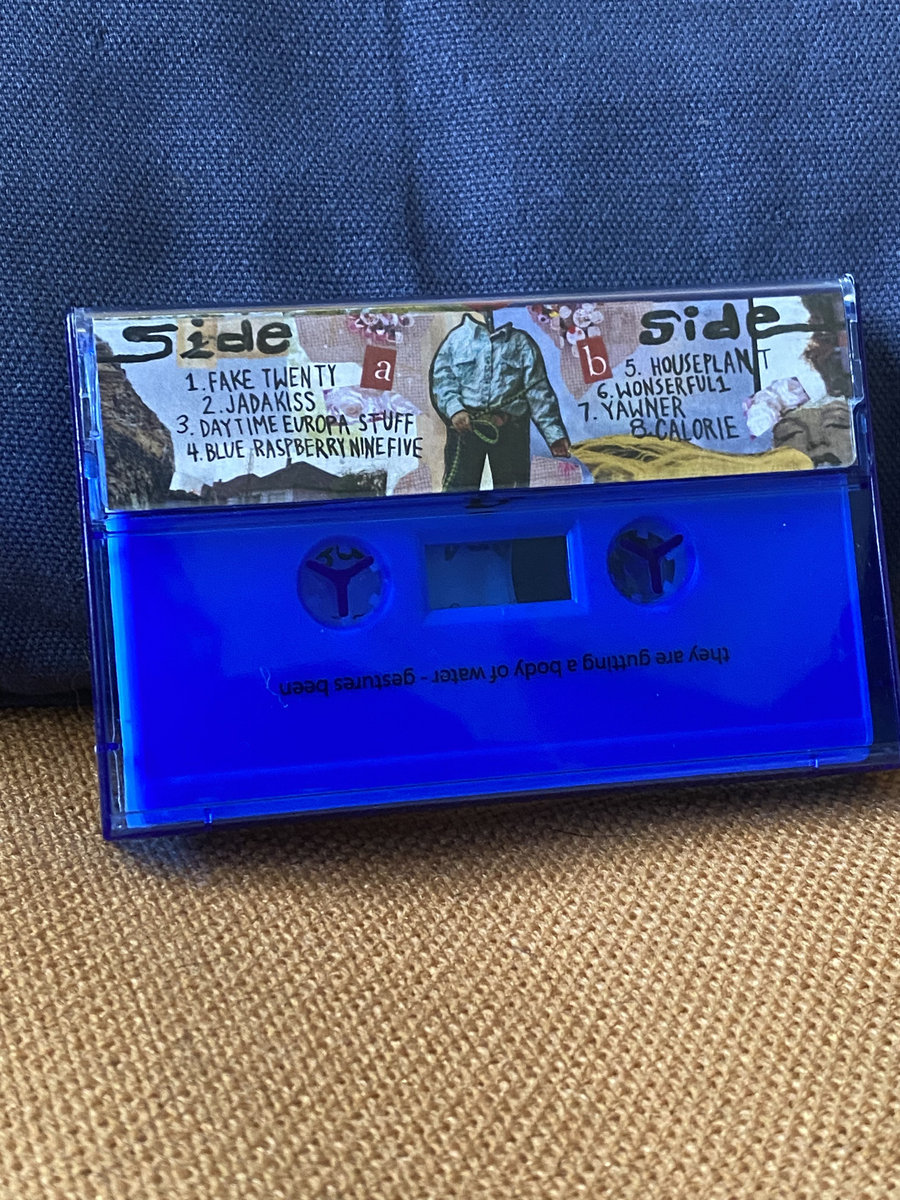 Side a
1. FAKE TWENTY
2. JADAKISS
3. DAYTIME EUROPA STUFF
4. BLUE RASPBERRY NINE FIVE
Side b
5. HOUSEPLANT
6. WONSERFUL1
7. YAWNER
8. CALORIE
they are gutting a body of water - gestures been